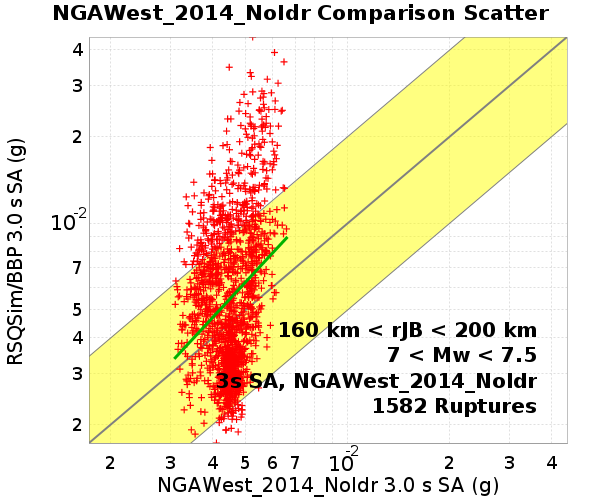 NGAWest_2014_NoIdr Comparison Scatter
RSQSim/BBP 3.0 s SA (g)
4
3
2
10-2
7
5
4
3
2
160 km < rJB < 200 km
7 < Mw < 7.5
3s SA, NGAWest_2014_NoIdr
1582 Ruptures
2 3 4 5 6 7 10-2 2 3 4
NGAWest_2014_NoIdr 3.0 s SA (g)